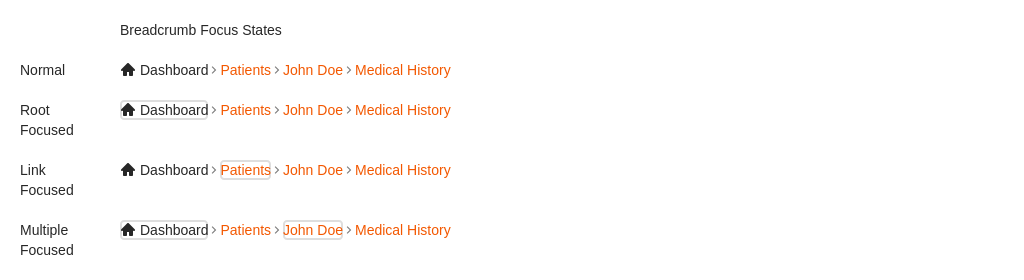 Breadcrumb Focus States
Normal Dashboard > Patients > John Doe > Medical History
Root Dashboard > Patients > John Doe > Medical History
Focused
Link Dashboard > Patients > John Doe > Medical History
Focused
Multiple Dashboard > Patients > John Doe > Medical History
Focused